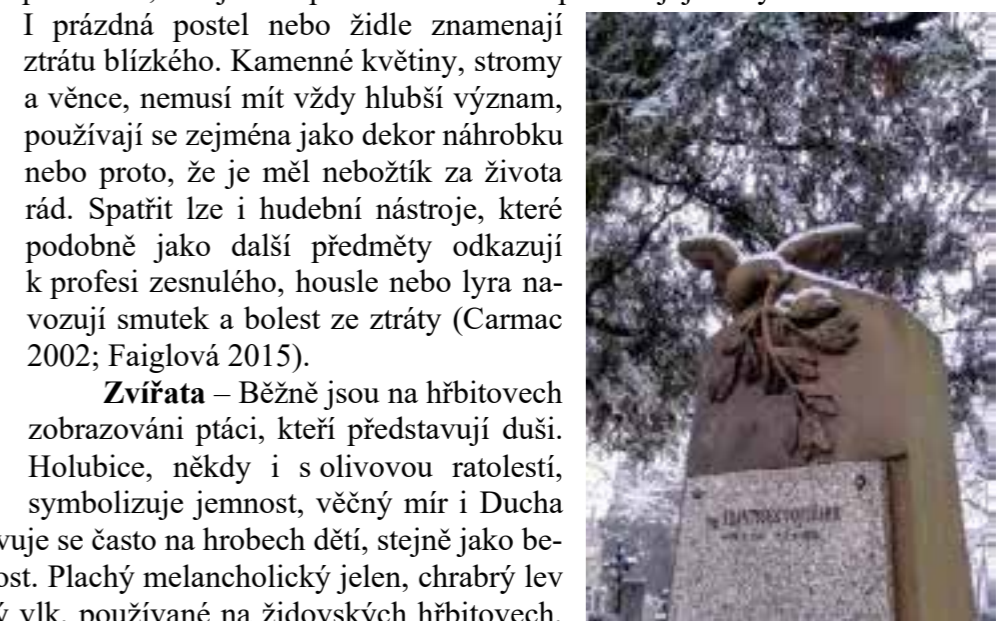 I prázdná postel nebo židle znamenají
ztrátu blízkého. Kamenné květiny, stromy
a věnce, nemusí mít vždy hlubší význam,
používají se zejména jako dekor náhrobku
nebo proto, že je měl nebožtík za života
rád. Spatřit lze i hudební nástroje, které
podobně jako další předměty odkazují
k profesi zesnulého, housle nebo lyra na-
vozují smutek a bolest ze ztráty (Carmac
2002; Faiglová 2015).
Zvířata – Běžně jsou na hřbitovech
zobrazováni ptáci, kteří představují duši.
Holubice, někdy i s olivovou ratolestí,
symbolizuje jemnost, věčný mír i Ducha
vuje se často na hrobech dětí, stejně jako be-
ost. Plachý melancholický jelen, chrabrý lev
ý vlk, používané na židovských hřbitovech,